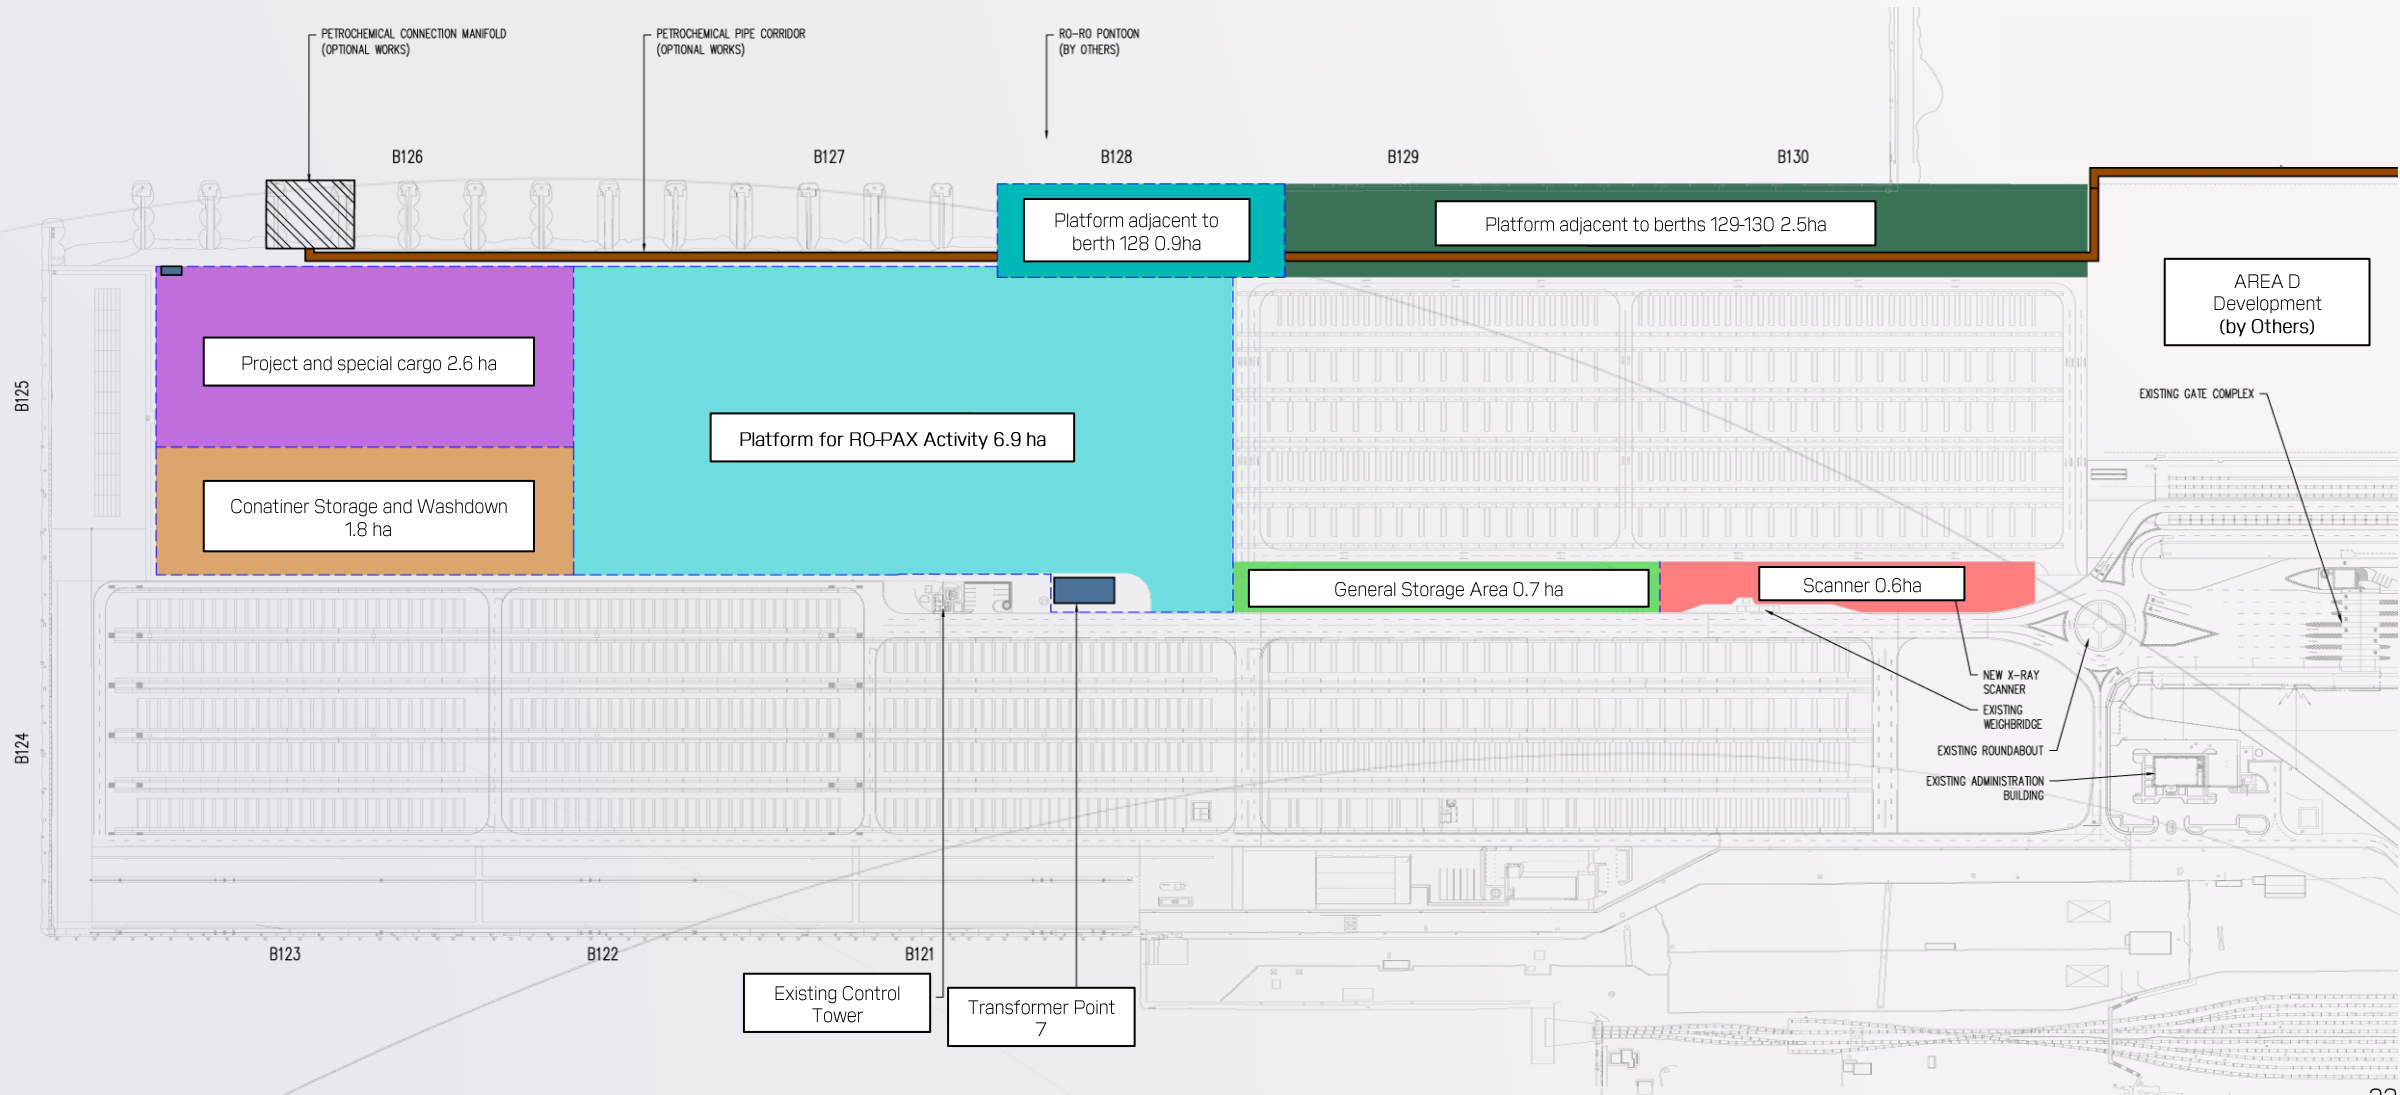 PETROCHEMICAL CONNECTION MANIFOLD
(OPTIONAL WORKS)
PETROCHEMICAL PIPE CORRIDOR
(OPTIONAL WORKS)
RO-RO PONTOON
(BY OTHERS)
B126
B127
B128
B129
B130
Platform adjacent to
berth 128 0.9ha
Platform adjacent to berths 129-130 2.5ha
AREA D
Development
(by Others)
Project and special cargo 2.6 ha
B125
EXISTING GATE COMPLEX
Platform for RO-PAX Activity 6.9 ha
Conatiner Storage and Washdown
1.8 ha
General Storage Area 0.7 ha
Scanner 0.6ha
NEW X-RAY
SCANNER
EXISTING
WEIGHBRIDGE
EXISTING ROUNDABOUT
EXISTING ADMINISTRATION
BUILDING
B124
B123
B122
B121
Existing Control
Tower
Transformer Point
7